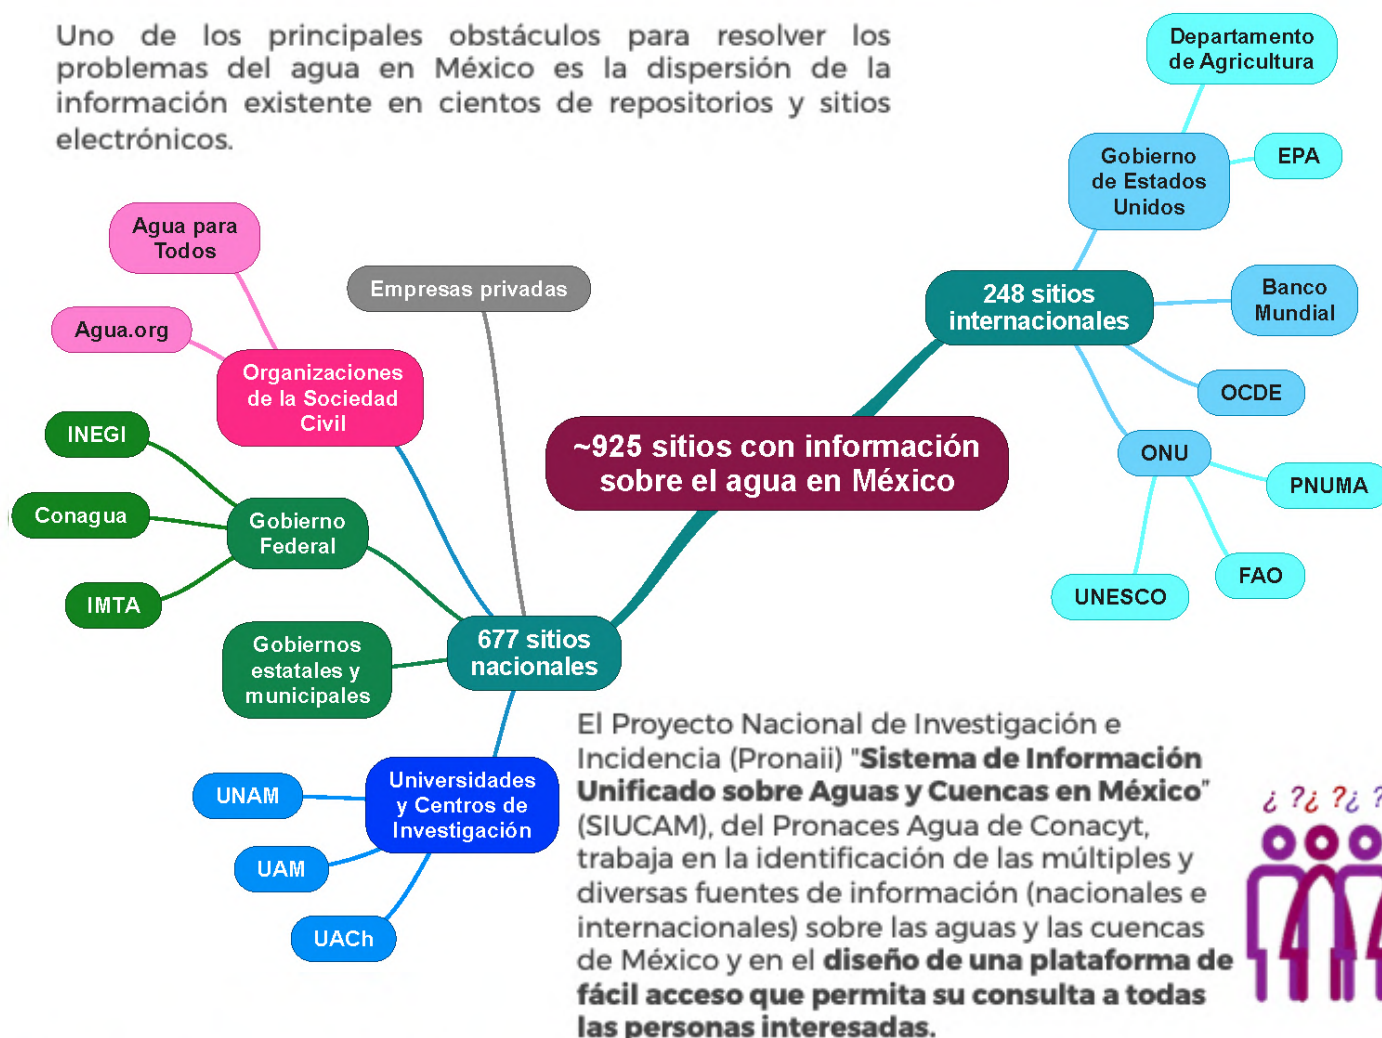 Uno de los principales obstáculos para resolver los
problemas del agua en México es la dispersión de la
información existente en cientos de repositorios y sitios
electrónicos.
Departamento
de Agricultura
Gobierno
de Estados
Unidos
EPA
Agua para
Todos
Empresas privadas
248 sitios
internacionales
Banco
Mundial
Agua.org
Organizaciones
de la Sociedad
Civil
OCDE
INEGI
~925 sitios con información
sobre el agua en México
ONU
PNUMA
Conagua
Gobierno
Federal
FAO
UNESCO
IMTA
Gobiernos
estatales y
municipales
677 sitios
nacionales
Universidades
y Centros de
Investigación
UNAM
UAM
UACh
El Proyecto Nacional de Investigación e
Incidencia (Pronaii) "Sistema de Información
Unificado sobre Aguas y Cuencas en México"
(SIUCAM), del Pronaces Agua de Conacyt,
trabaja en la identificación de las múltiples y
diversas fuentes de información (nacionales e
internacionales) sobre las aguas y las cuencas
de México y en el diseño de una plataforma de
fácil acceso que permita su consulta a todas
las personas interesadas.
¿ ?¿ ?¿ ?